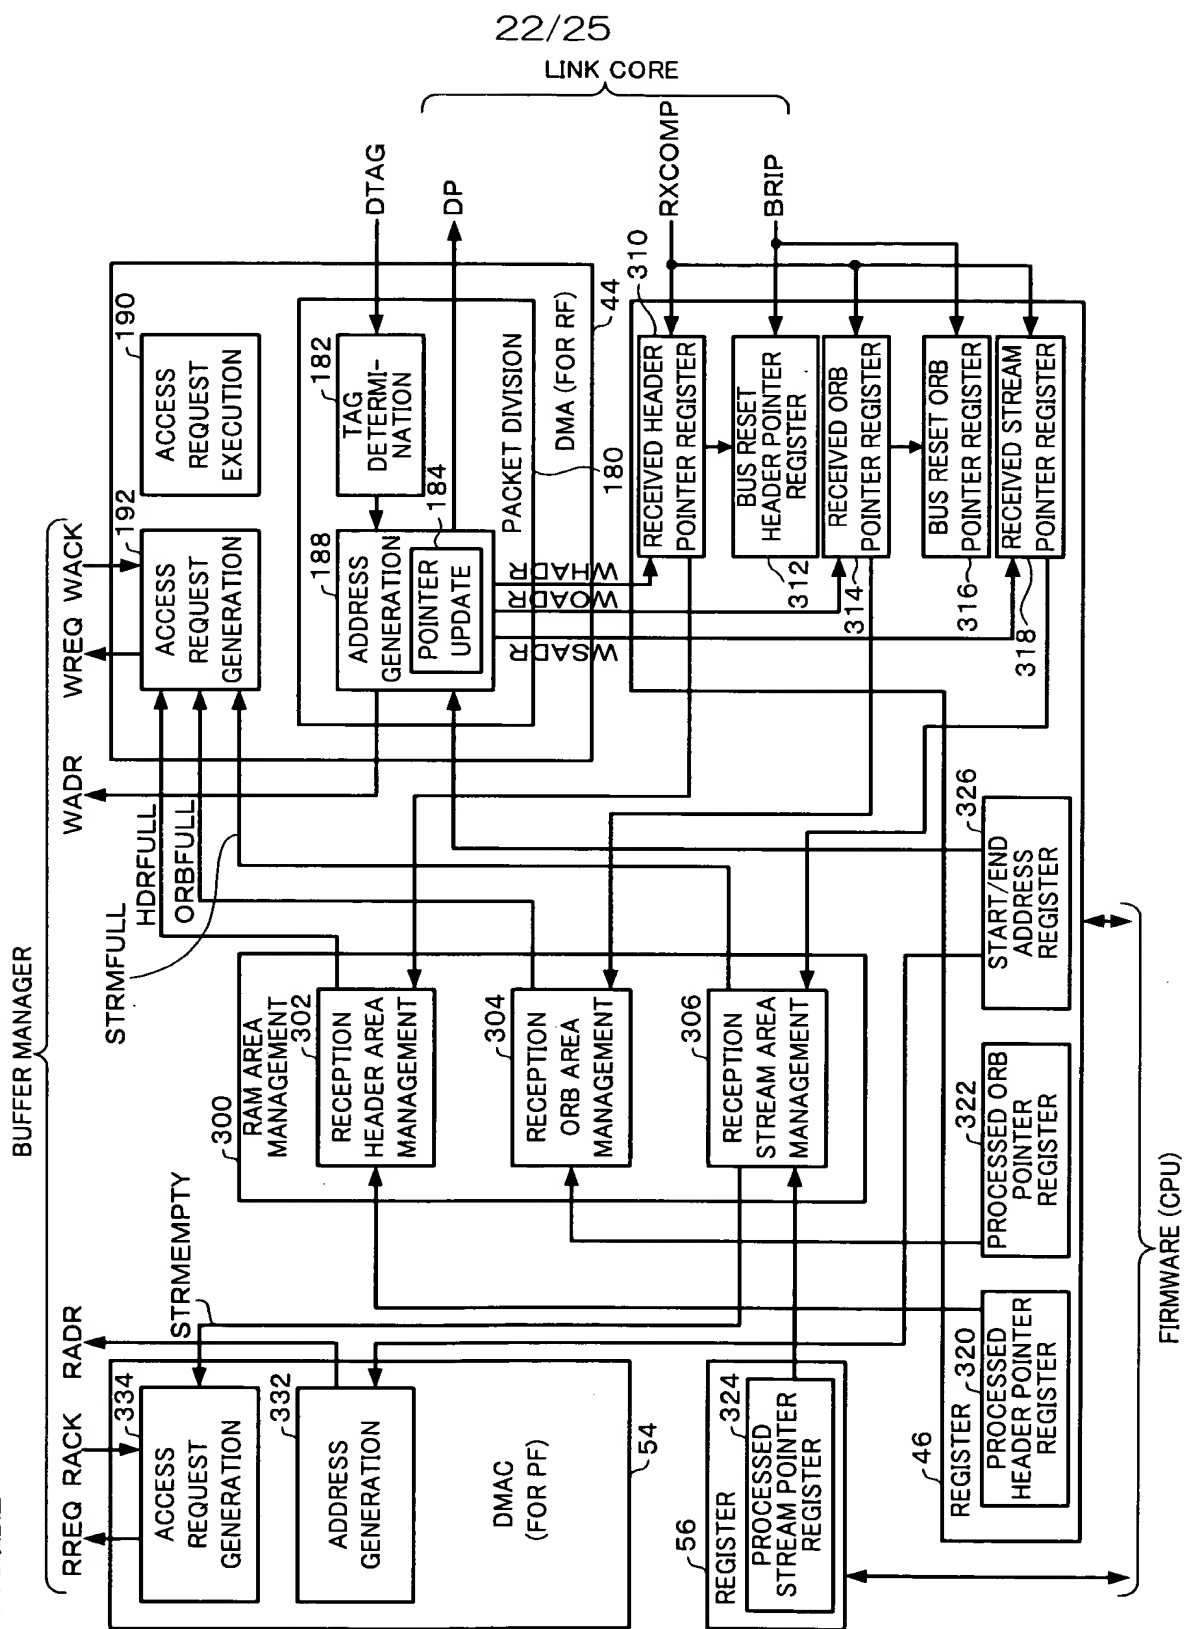 22/25
LINK CORE
BUFFER MANAGER
RREQ
RACK
RADR
WADR
WREQ
WACK
DTAG
DP
RXCOMP
BRIP
STRMEMPTY
STRMFULL
HDRFULL
ORBFULL
334
ACCESS
REQUEST
GENERATION
332
ADDRESS
GENERATION
DMAC
(FOR PF)
54
300
RAM AREA
MANAGEMENT
302
RECEPTION
HEADER AREA
MANAGEMENT
304
RECEPTION
ORB AREA
MANAGEMENT
306
RECEPTION
STREAM AREA
MANAGEMENT
192
ACCESS
REQUEST
GENERATION
190
ACCESS
REQUEST
EXECUTION
188
ADDRESS
GENERATION
184
POINTER
UPDATE
182
TAG
DETERMI-
NATION
PACKET DIVISION
180
DMA (FOR RF)
44
WHADR
WOADR
WSADR
310
RECEIVED HEADER
POINTER REGISTER
BUS RESET
HEADER POINTER
REGISTER
312
RECEIVED ORB
POINTER REGISTER
314
BUS RESET ORB
POINTER REGISTER
316
RECEIVED STREAM
POINTER REGISTER
318
56
REGISTER
324
PROCESSED
STREAM POINTER
REGISTER
46
REGISTER
320
PROCESSED
HEADER POINTER
REGISTER
322
PROCESSED ORB
POINTER
REGISTER
326
START/END
ADDRESS
REGISTER
FIRMWARE (CPU)